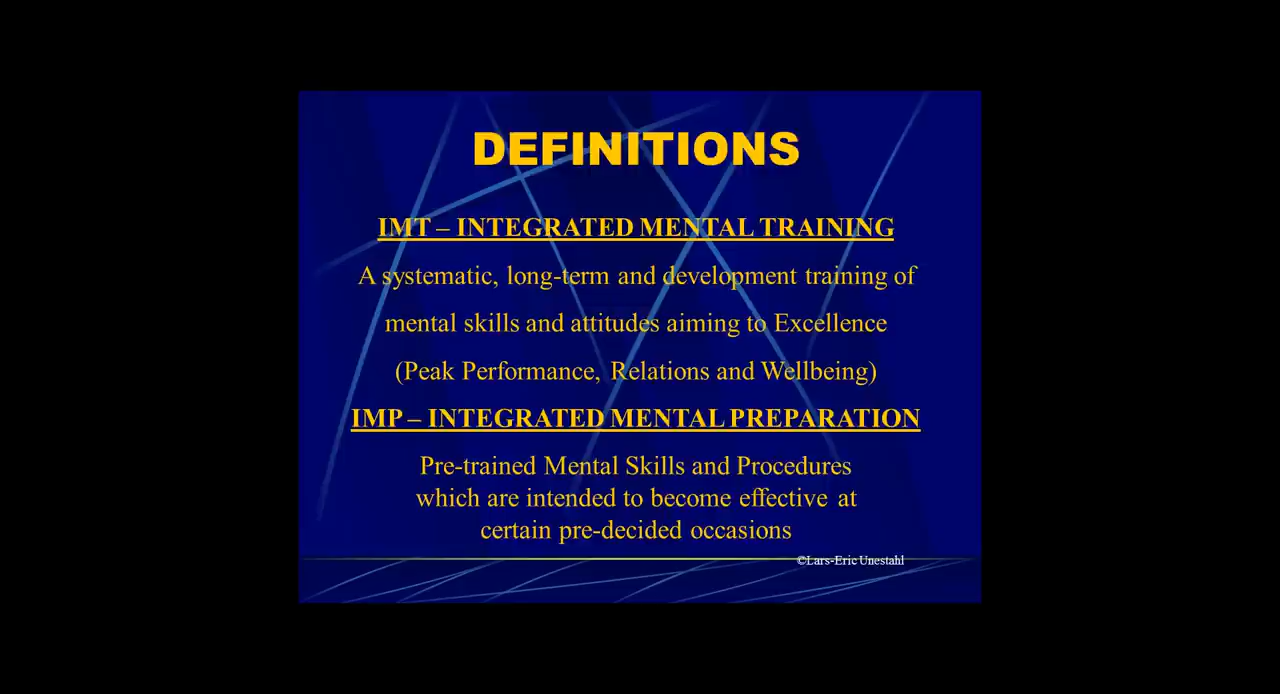 DEFINITIONS
IMT – INTEGRATED MENTAL TRAINING
A systematic, long-term and development training of
mental skills and attitudes aiming to Excellence
(Peak Performance, Relations and Wellbeing)
IMP – INTEGRATED MENTAL PREPARATION
Pre-trained Mental Skills and Procedures
which are intended to become effective at
certain pre-decided occasions
©Lars-Eric Unestahl